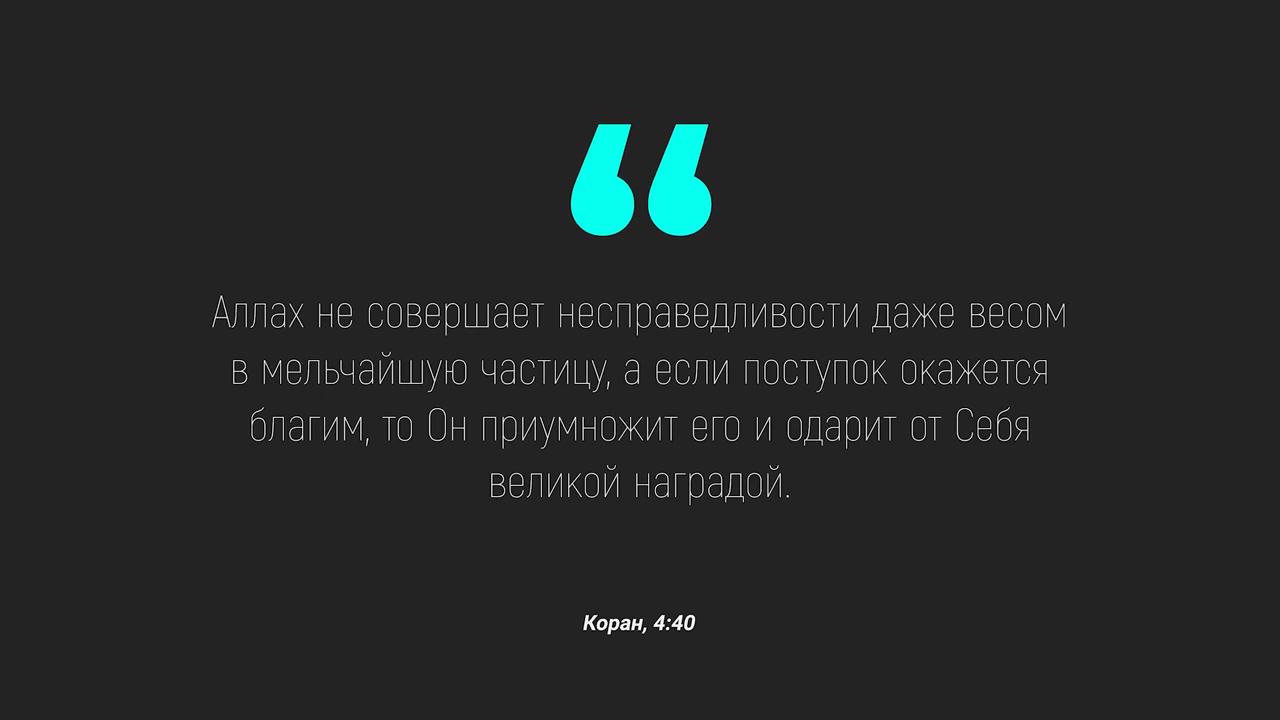 ❝
Аллах не совершает несправедливости даже весом
в мельчайшую частицу, а если поступок окажется
благим, то Он приумножит его и одарит от Себя
великой наградой.
Коран, 4:40